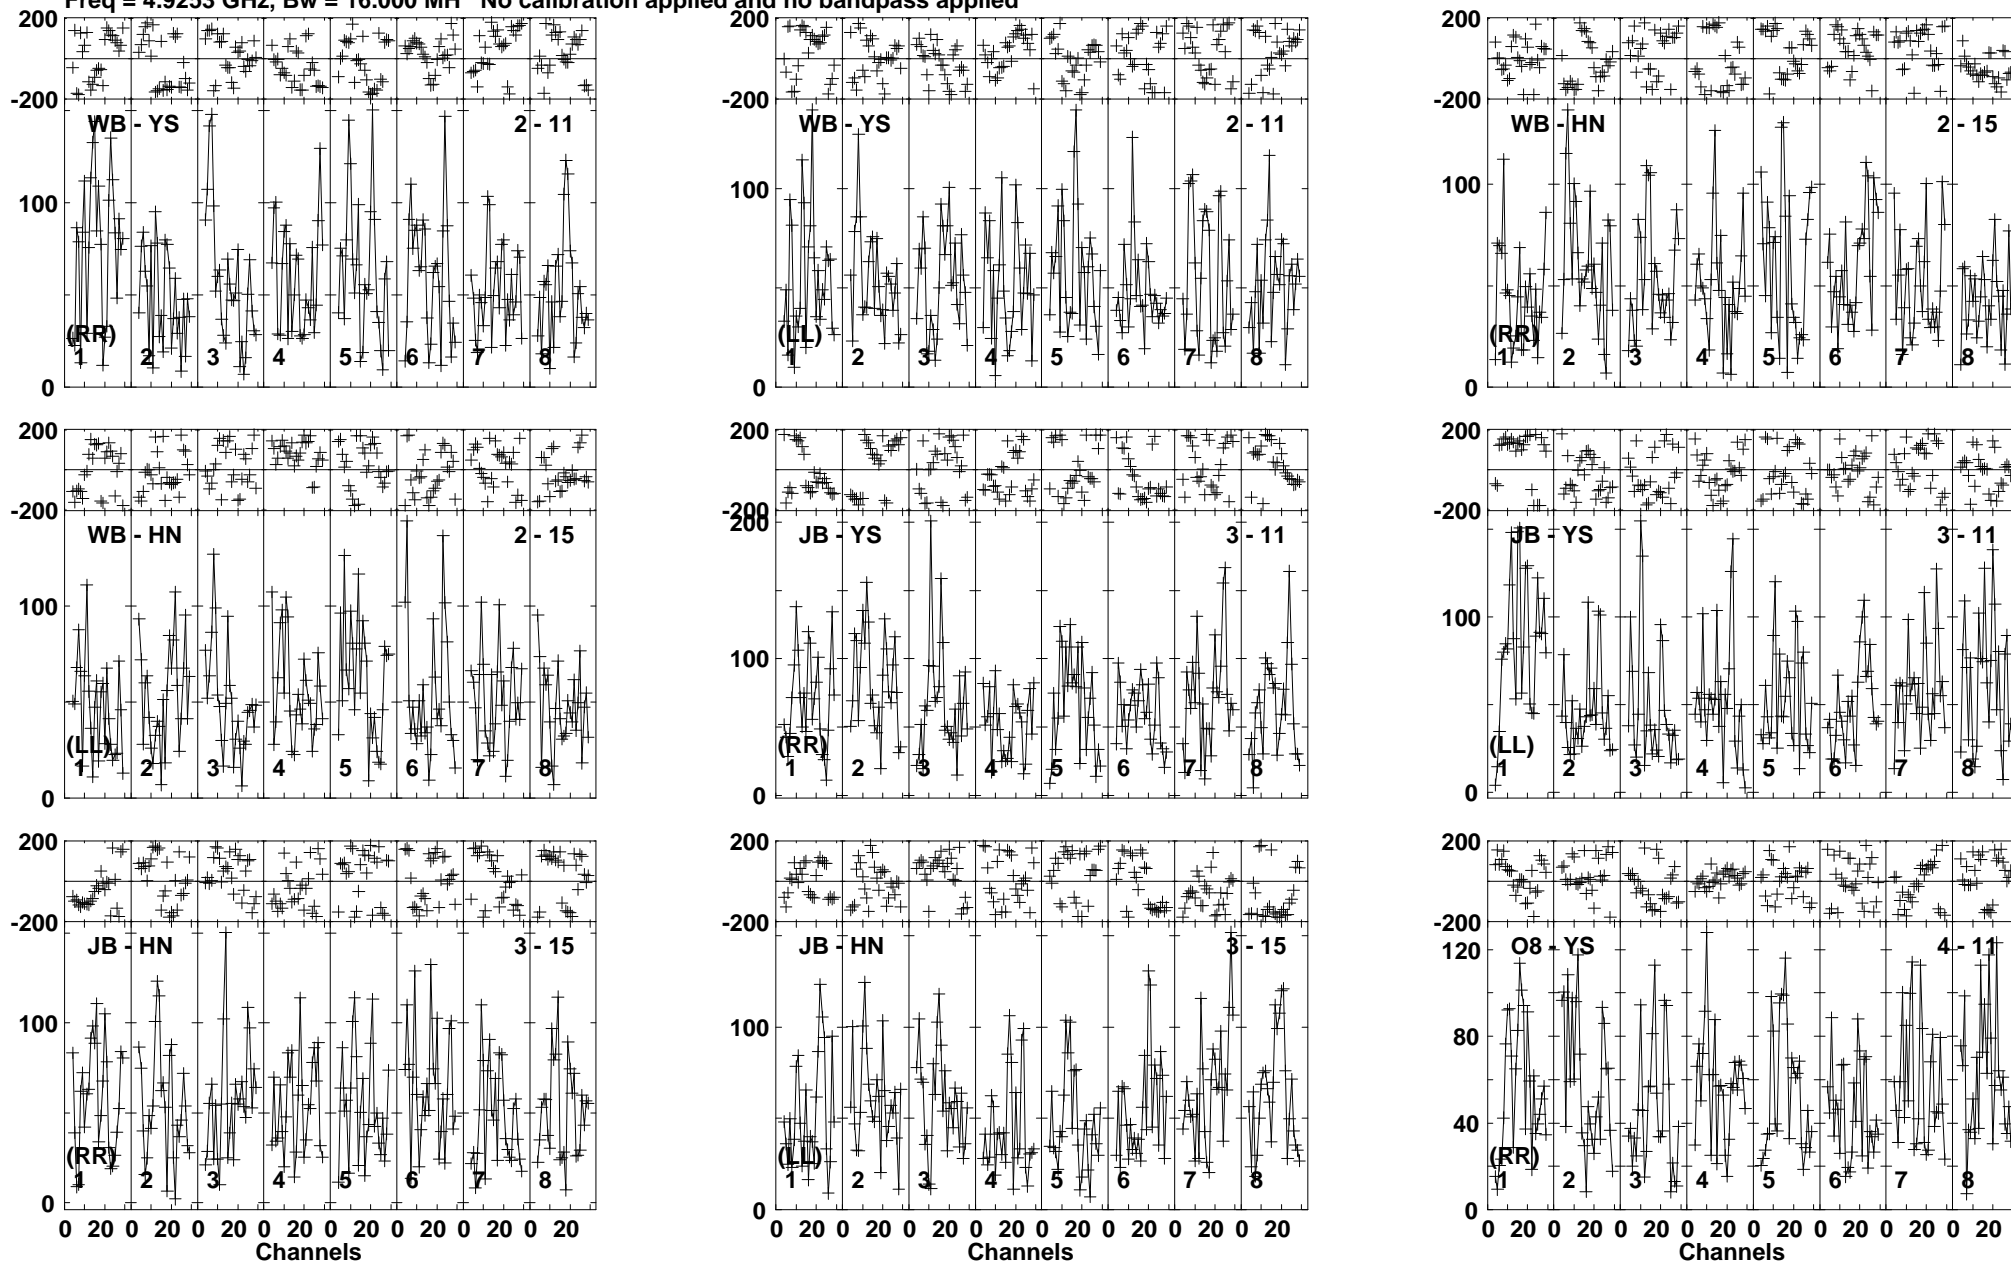 Freq = 4.9253 GHz, Bw = 16.000 MH No calibration applied and no bandpass applied
200 200 200
-200 -200 -200
WB - YS 2 - 11 WB - YS 2 - 11 WB - HN 2 - 15
100 100 100
(RR) (LL) (RR)
1 2 3 4 5 6 7 8 1 2 3 4 5 6 7 8 1 2 3 4 5 6 7 8
0 0 0
200 200 200
-200 -200 -200
200
WB - HN 2 - 15 JB - YS 3 - 11 JB - YS 3 - 11
100 100 100
(LL) (RR) (LL)
1 2 3 4 5 6 7 8 1 2 3 4 5 6 7 8 1 2 3 4 5 6 7 8
0 0 0
200 200 200
-200 -200 -200
JB - HN 3 - 15 JB - HN 3 - 15 O8 - YS 4 - 11
120
100 100
80
40
(RR) (LL) (RR)
1 2 3 4 5 6 7 8 1 2 3 4 5 6 7 8 1 2 3 4 5 6 7 8
0 0 0
0 20 0 20 0 20 0 20 0 20 0 20 0 20 0 20 0 20 0 20 0 20 0 20 0 20 0 20 0 20 0 20 0 20 0 20 0 20 0 20 0 20 0 20 0 20 0 20
Channels Channels Channels